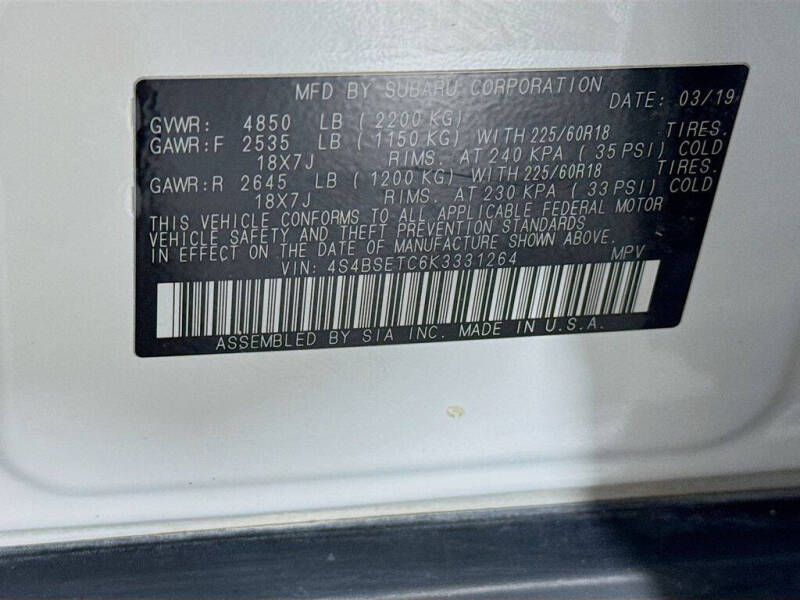 MFD BY SUBARU CORPORATION
DATE: 03/19
GVWR: 4850 LB ( 2200 KG)
GAWR:F 2535 LB ( 1150 KG) WITH 225/60R18 TIRES.
18X7J RIMS. AT 240 KPA ( 35 PSI) COLD
GAWR:R 2645 LB ( 1200 KG) WITH 225/60R18 TIRES.
18X7J RIMS. AT 230 KPA ( 33 PSI) COLD
THIS VEHICLE CONFORMS TO ALL APPLICABLE FEDERAL MOTOR
VEHICLE SAFETY AND THEFT PREVENTION STANDARDS
IN EFFECT ON THE DATE OF MANUFACTURE SHOWN ABOVE.
VIN: 4S4BSETC6K3331264 MPV
ASSEMBLED BY SIA INC. MADE IN U.S.A.